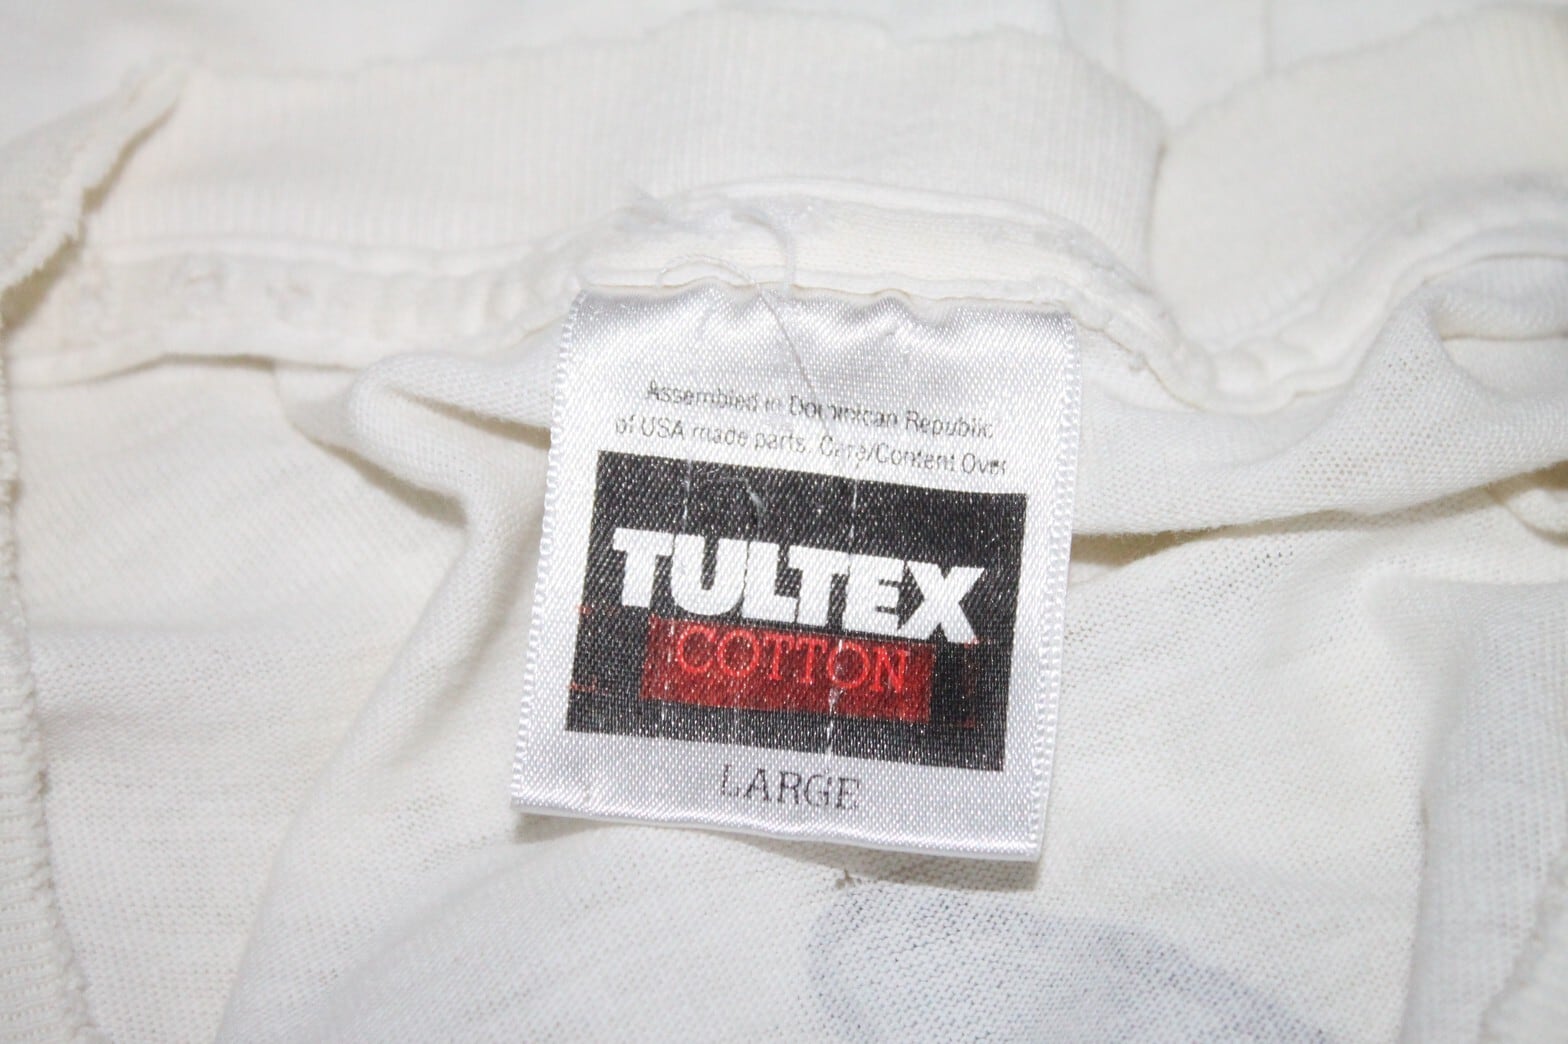 Assembled in Dominican Republic
of USA made parts. Care/Content Over
TULTEX
COTTON
LARGE